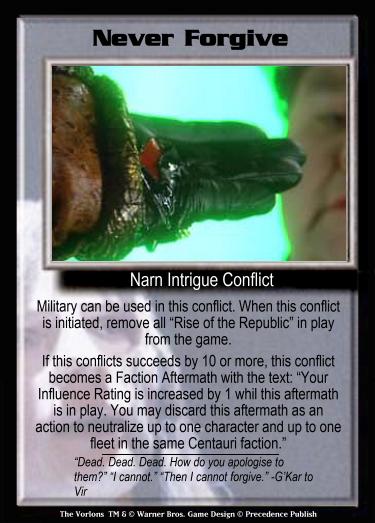 Never Forgive
Narn Intrigue Conflict
Military can be used in this conflict. When this conflict
is initiated, remove all “Rise of the Republic” in play
from the game.
If this conflicts succeeds by 10 or more, this conflict
becomes a Faction Aftermath with the text: “Your
Influence Rating is increased by 1 whil this aftermath
is in play. You may discard this aftermath as an
action to neutralize up to one character and up to one
fleet in the same Centauri faction.”
“Dead. Dead. Dead. How do you apologise to
them?” “I cannot.” “Then I cannot forgive.” -G’Kar to
Vir
The Vorlons TM & © Warner Bros. Game Design © Precedence Publish